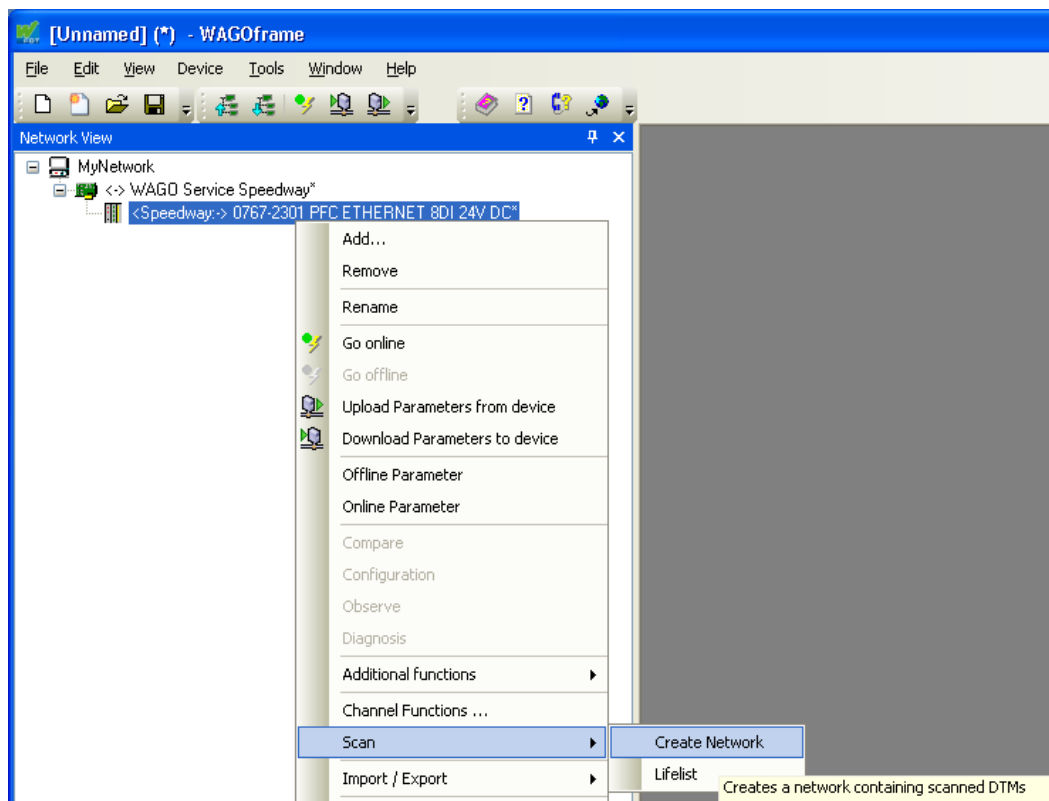 [Unnamed] (*) - WAGOframe
File Edit View Device Tools Window Help
Network View
MyNetwork
<-> WAGO Service Speedway*
<Speedway:-> 0767-2301 PFC ETHERNET 8DI 24V DC*
Add...
Remove
Rename
Go online
Go offline
Upload Parameters from device
Download Parameters to device
Offline Parameter
Online Parameter
Compare
Configuration
Observe
Diagnosis
Additional functions
Channel Functions ...
Scan
Create Network
Import / Export
Lifelist
Creates a network containing scanned DTMs